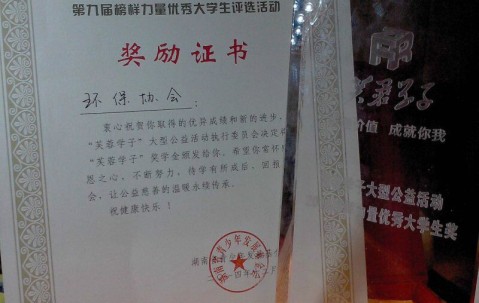 第九届榜样力量优秀大学生评选活动
奖励证书
环保协会：
衷心祝贺你取得的优异成绩和新的进步，
“芙蓉学子”大型公益活动执行委员会决定
“芙蓉学子”奖学金颁发给你、希望你常怀
恩之心，不断努力，待学有所成后，回报
会、让公益慈善的温暖永续传承。
祝健康快乐！
湖南
芙蓉学子
价值 成就你我
子大型公益活动
力量优秀大学生奖